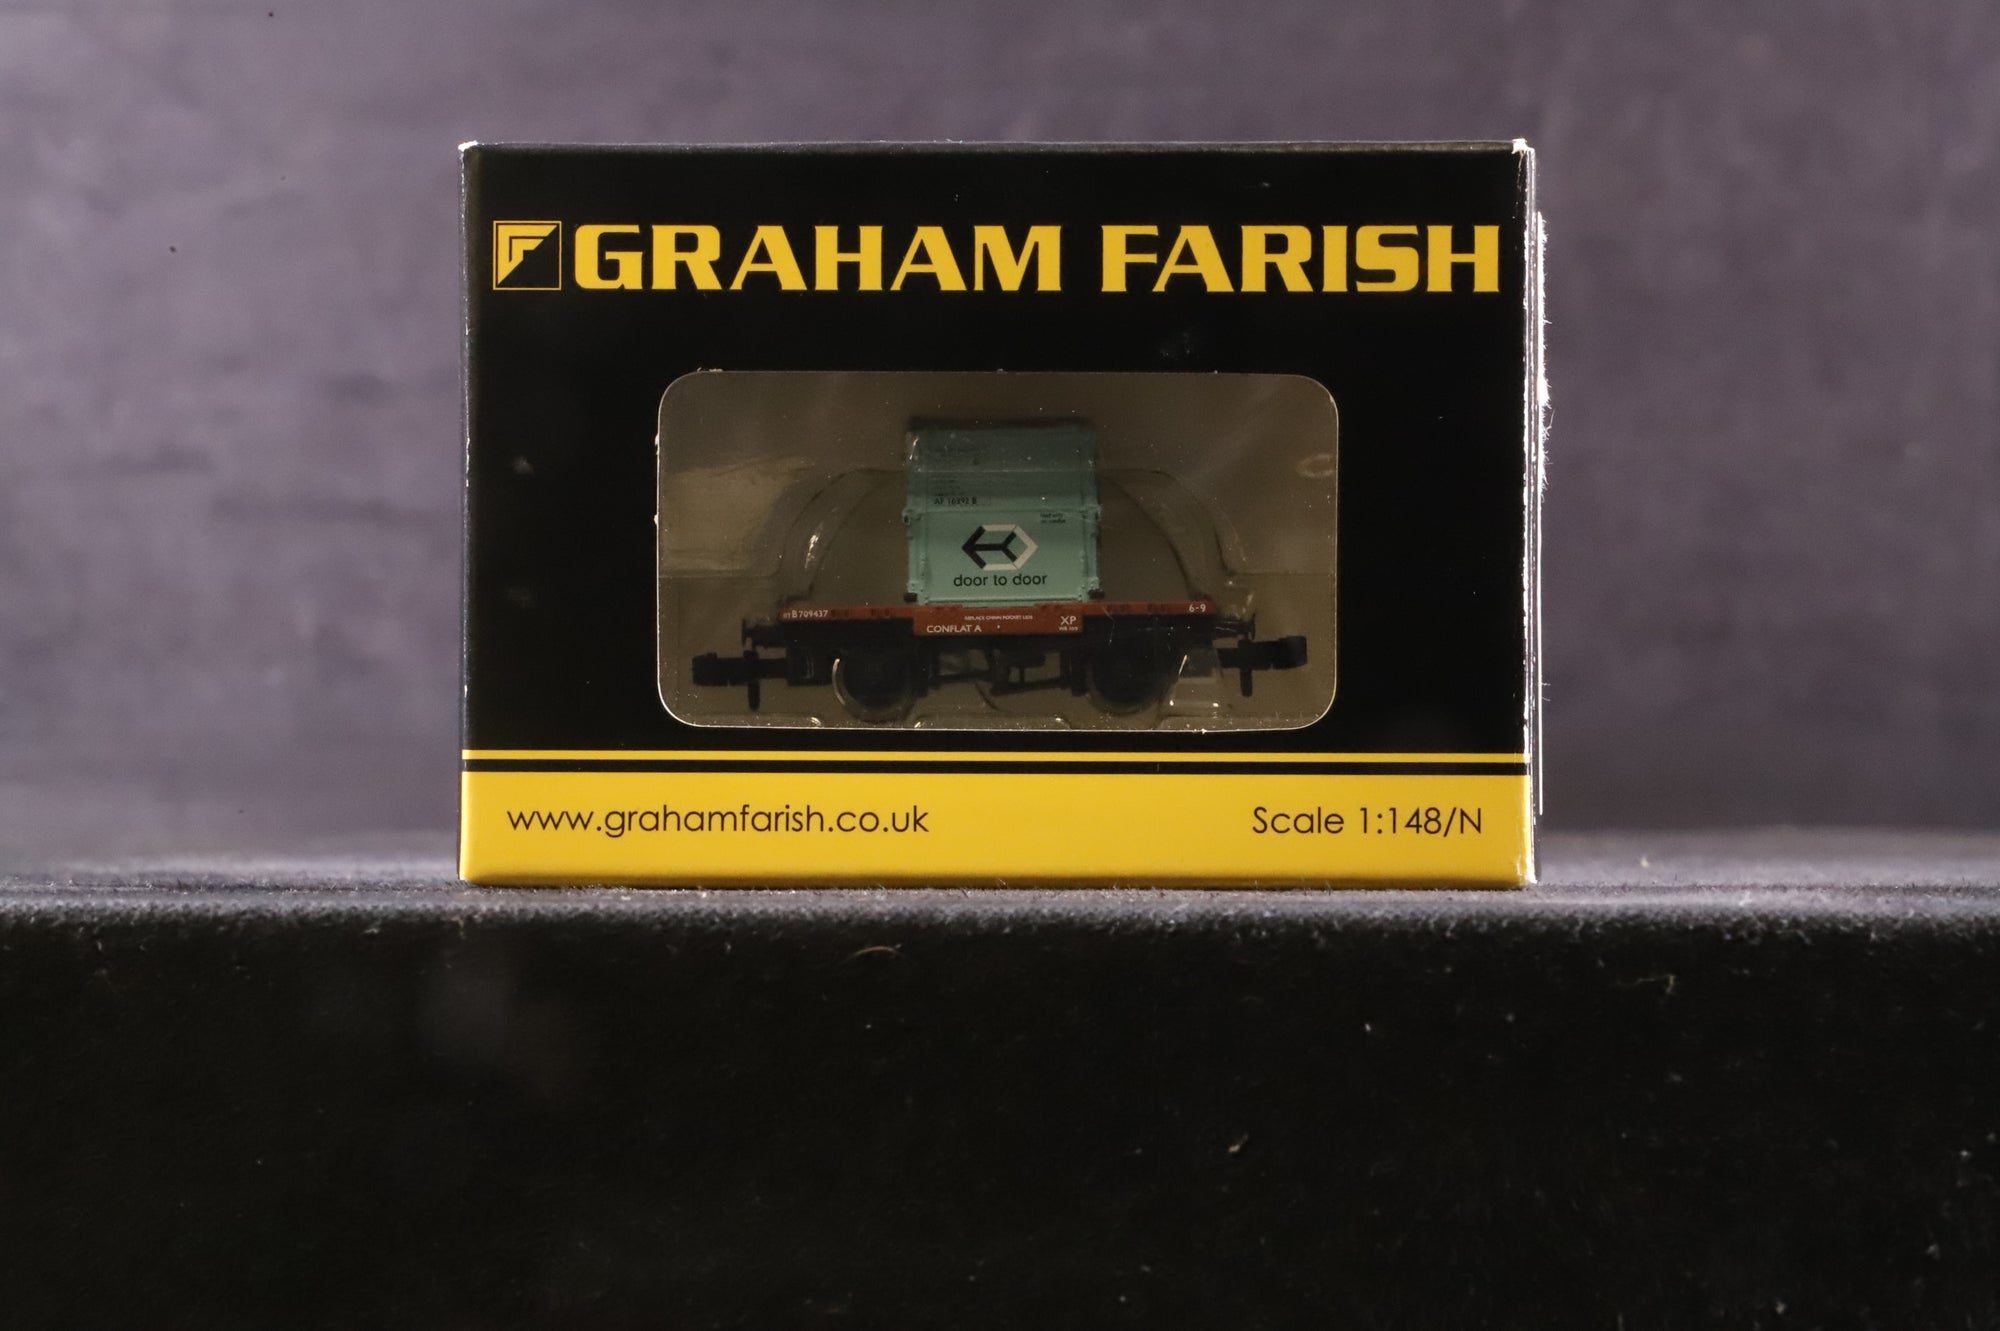 GRAHAM FARISH
door to door
B709437
6-9
CONFLAT A
XP
www.grahamfarish.co.uk
Scale 1:148/N